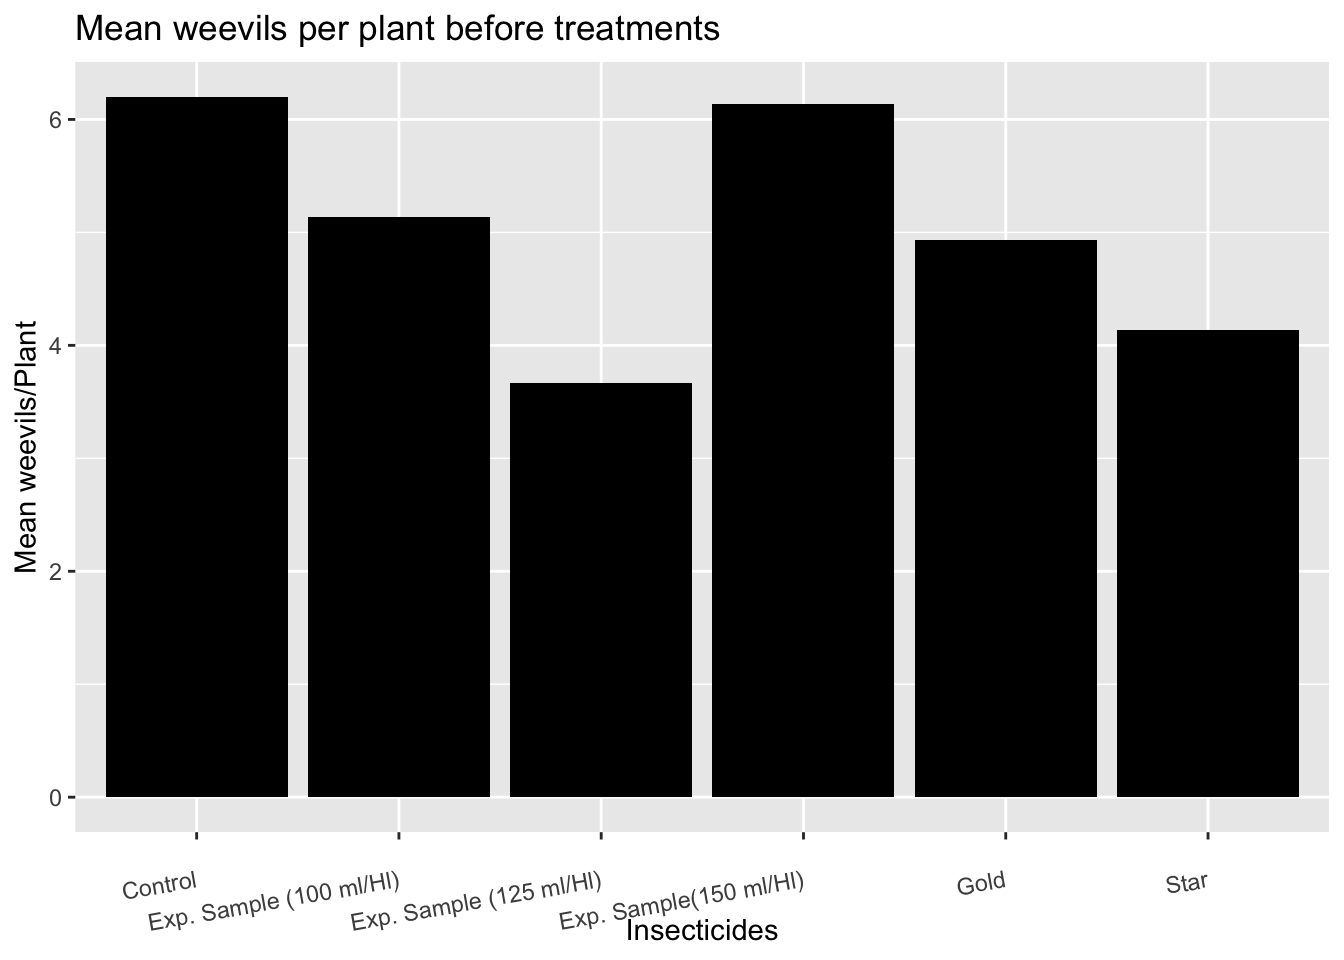 Mean weevils per plant before treatments
Mean weevils/Plant
6
4
2
0
Control
Exp. Sample (100 ml/Hl)
Exp. Sample (125 ml/Hl)
Exp. Sample(150 ml/Hl)
Gold
Star
Insecticides